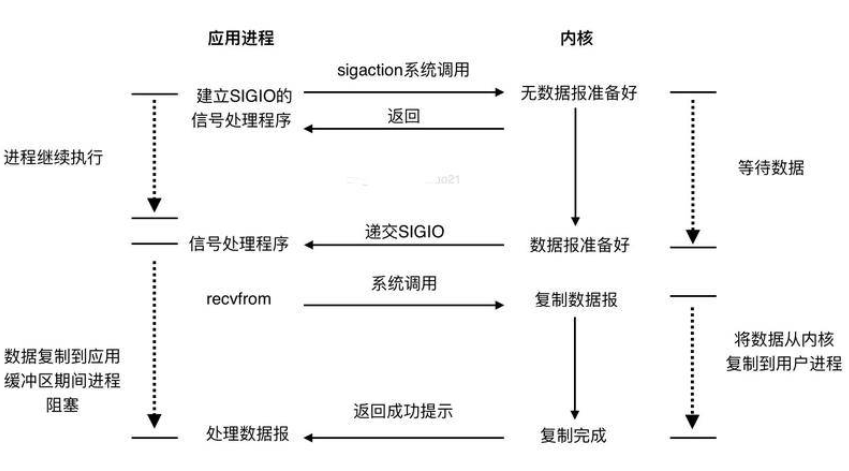 应用进程
内核
sigaction系统调用
建立SIGIO的
信号处理程序
无数据报准备好
返回
进程继续执行
等待数据
信号处理程序
递交SIGIO
数据报准备好
recvfrom
系统调用
复制数据报
数据复制到应用
缓冲区期间进程
阻塞
将数据从内核
复制到用户进程
返回成功提示
处理数据报
复制完成